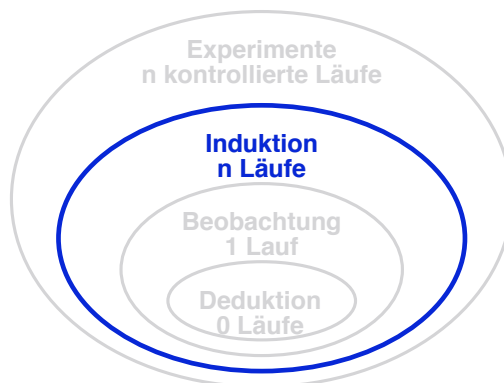 Experimente
n kontrollierte Läufe
Induktion
n Läufe
Beobachtung
1 Lauf
Deduktion
0 Läufe